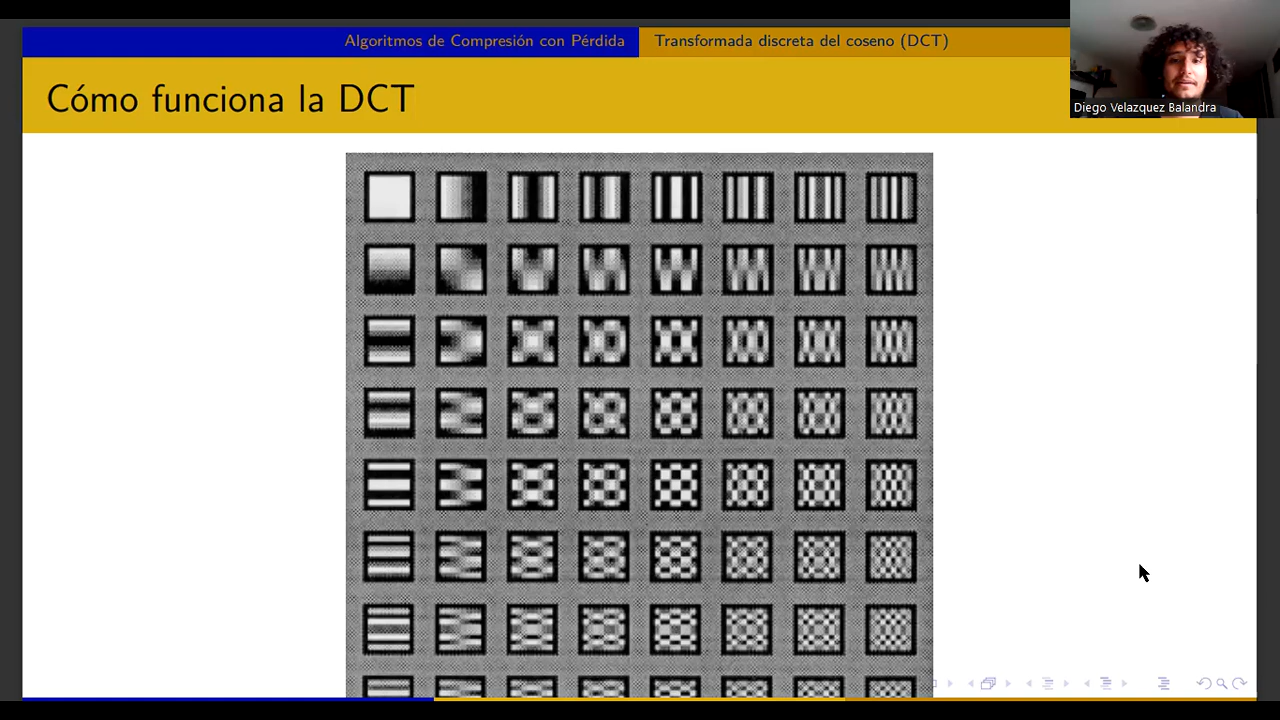 Algoritmos de Compresión con Pérdida
Transformada discreta del coseno (DCT)
Cómo funciona la DCT
Diego Velazquez Balandra